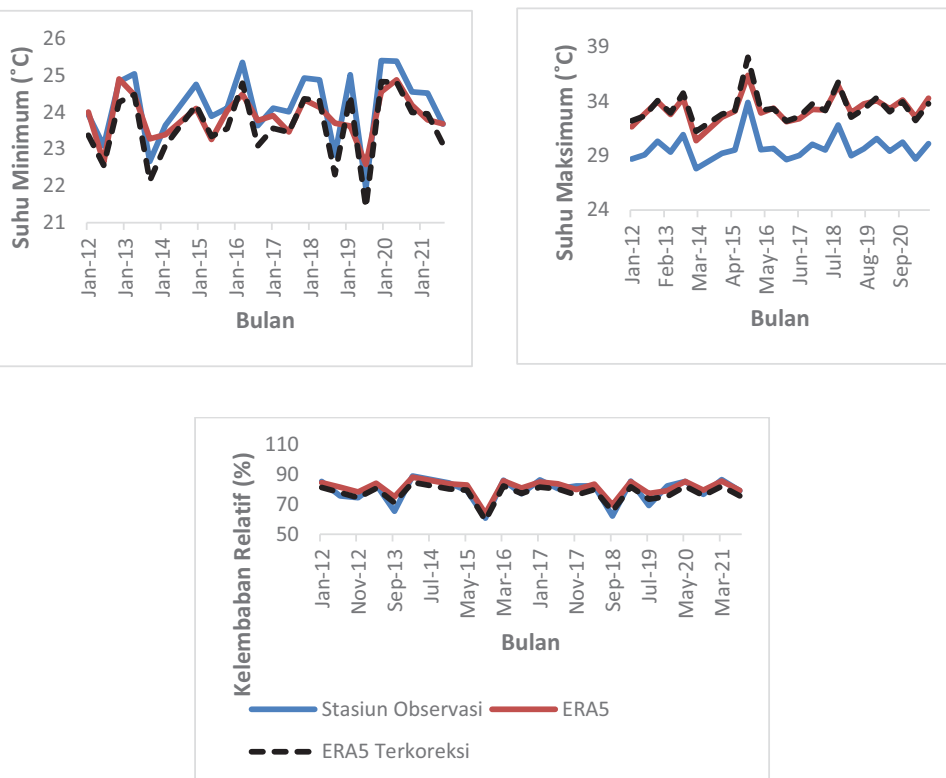 Suhu Minimum (˚C)
26
25
24
23
22
21
Jan-12
Jan-13
Jan-14
Jan-15
Jan-16
Jan-17
Jan-18
Jan-19
Jan-20
Jan-21
Bulan
Suhu Maksimum (˚C)
39
34
29
24
Jan-12
Feb-13
Mar-14
Apr-15
May-16
Jun-17
Jul-18
Aug-19
Sep-20
Bulan
Kelembaban Relatif (%)
110
90
70
50
Jan-12
Nov-12
Sep-13
Jul-14
May-15
Mar-16
Jan-17
Nov-17
Sep-18
Jul-19
May-20
Mar-21
Bulan
Stasiun Observasi
ERA5
ERA5 Terkoreksi